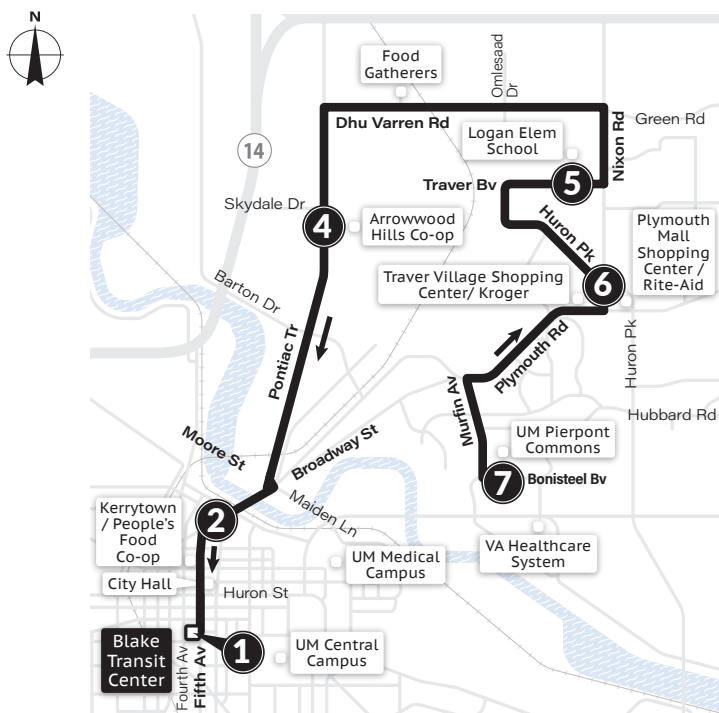 N
Food
Gatherers
Omlesaad
Dr
Dhu Varren Rd
Nixon Rd
Green Rd
Logan Elem
School
14
Traver Bv
5
Skydale Dr
4
Arrowwood
Hills Co-op
Huron Pk
Plymouth
Mall
Shopping
Center /
Rite-Aid
Barton Dr
Traver Village Shopping
Center/ Kroger
6
Pontiac Tr
Plymouth Rd
Huron Pk
Murfin Av
Hubbard Rd
Moore St
Broadway St
UM Pierpont
Commons
7
Bonisteel Bv
Kerrytown
/ People's
Food
Co-op
2
Maiden Ln
VA Healthcare
System
UM Medical
Campus
City Hall
Huron St
Blake
Transit
Center
Fourth Av
Fifth Av
1
UM Central
Campus